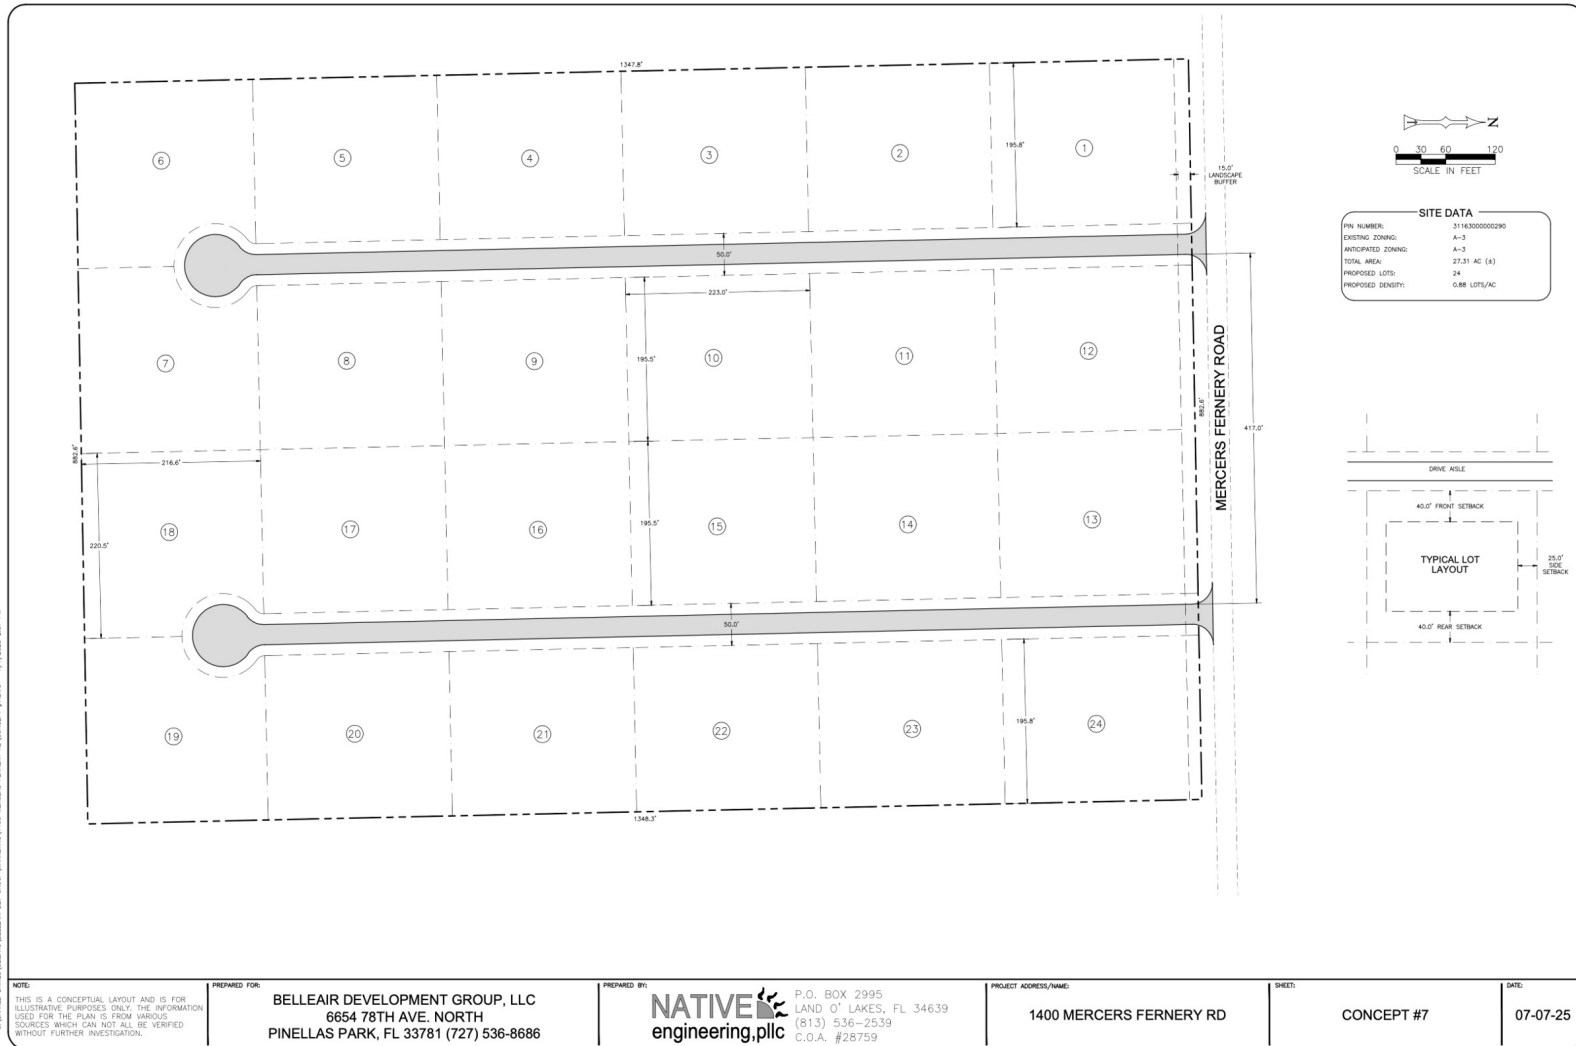 1347.8'
6
5
4
3
2
1
195.8'
15.0'
LANDSCAPE
BUFFER
50.0'
223.0'
7
8
9
10
11
12
195.5'
882.6'
882.6'
417.0'
MERCERS FERNERY ROAD
216.6'
220.5'
18
17
16
15
14
13
195.5'
50.0'
19
20
21
22
23
24
195.8'
1348.3'
N
0 30 60 120
SCALE IN FEET
SITE DATA
PIN NUMBER: 31163000000290
EXISTING ZONING: A-3
ANTICIPATED ZONING: A-3
TOTAL AREA: 27.31 AC (±)
PROPOSED LOTS: 24
PROPOSED DENSITY: 0.88 LOTS/AC
DRIVE AISLE
40.0' FRONT SETBACK
TYPICAL LOT
LAYOUT
25.0'
SIDE
SETBACK
40.0' REAR SETBACK
NOTE:
THIS IS A CONCEPTUAL LAYOUT AND IS FOR
ILLUSTRATIVE PURPOSES ONLY. THE INFORMATION
USED FOR THE PLAN IS FROM VARIOUS
SOURCES WHICH CAN NOT ALL BE VERIFIED
WITHOUT FURTHER INVESTIGATION.
PREPARED FOR:
BELLEAIR DEVELOPMENT GROUP, LLC
6654 78TH AVE. NORTH
PINELLAS PARK, FL 33781 (727) 536-8686
PREPARED BY:
NATIVE
engineering,pllc
P.O. BOX 2995
LAND O' LAKES, FL 34639
(813) 536-2539
C.O.A. #28759
PROJECT ADDRESS/NAME:
1400 MERCERS FERNERY RD
SHEET:
CONCEPT #7
DATE:
07-07-25